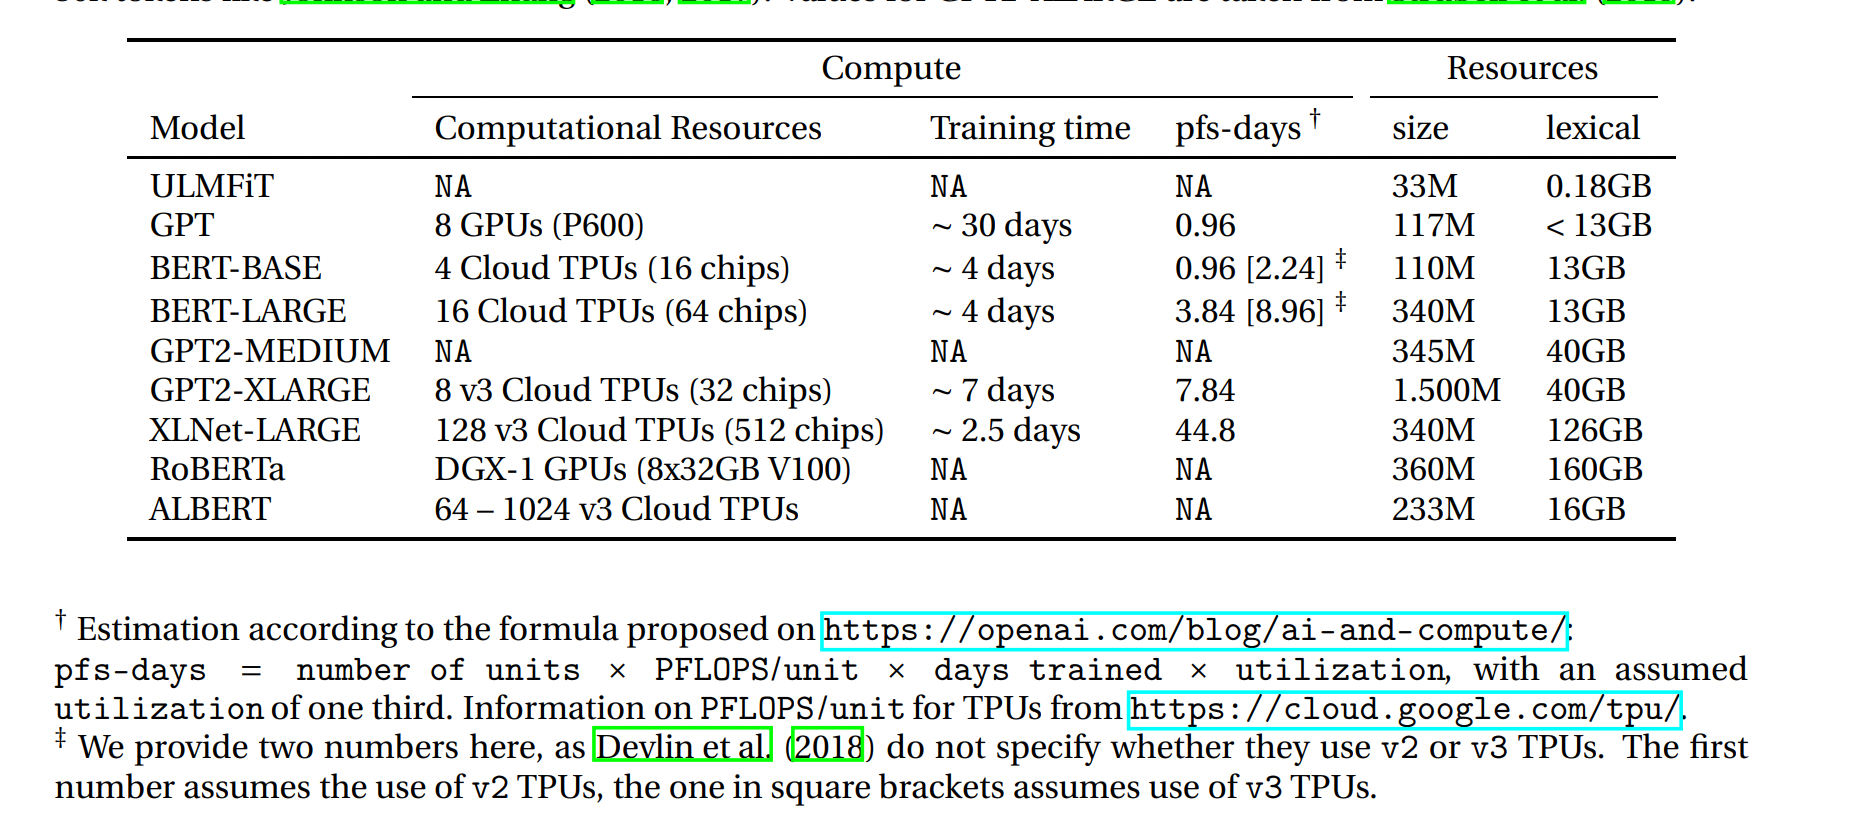 Compute Resources
Model Computational Resources Training time pfs-days † size lexical
ULMFiT NA NA NA 33M 0.18GB
GPT 8 GPUs (P600) ~ 30 days 0.96 117M < 13GB
BERT-BASE 4 Cloud TPUs (16 chips) ~ 4 days 0.96 [2.24] ‡ 110M 13GB
BERT-LARGE 16 Cloud TPUs (64 chips) ~ 4 days 3.84 [8.96] ‡ 340M 13GB
GPT2-MEDIUM NA NA NA 345M 40GB
GPT2-XLARGE 8 v3 Cloud TPUs (32 chips) ~ 7 days 7.84 1.500M 40GB
XLNet-LARGE 128 v3 Cloud TPUs (512 chips) ~ 2.5 days 44.8 340M 126GB
RoBERTa DGX-1 GPUs (8x32GB V100) NA NA 360M 160GB
ALBERT 64 – 1024 v3 Cloud TPUs NA NA 233M 16GB
† Estimation according to the formula proposed on https://openai.com/blog/ai-and-compute/:
pfs-days = number of units × PFLOPS/unit × days trained × utilization, with an assumed
utilization of one third. Information on PFLOPS/unit for TPUs from https://cloud.google.com/tpu/.
‡ We provide two numbers here, as Devlin et al. (2018) do not specify whether they use v2 or v3 TPUs. The first
number assumes the use of v2 TPUs, the one in square brackets assumes use of v3 TPUs.